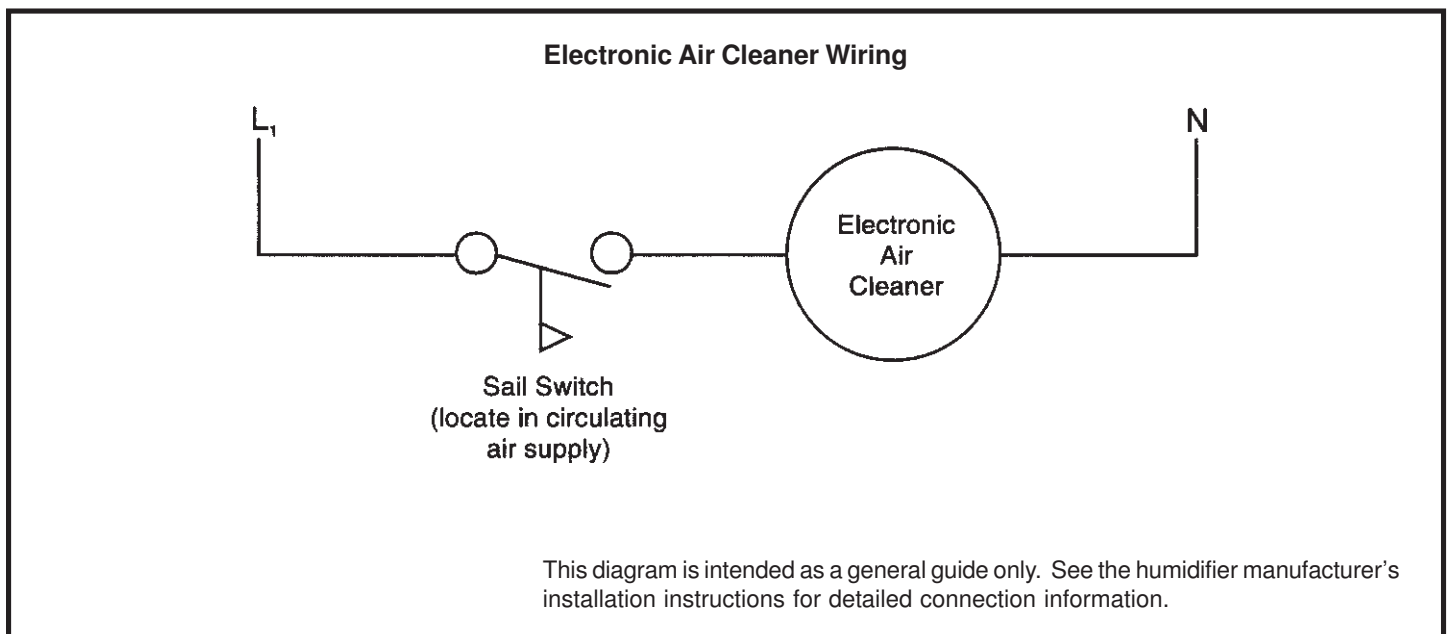 Electronic Air Cleaner Wiring
L1
N
Electronic
Air
Cleaner
Sail Switch
(locate in circulating
air supply)
This diagram is intended as a general guide only. See the humidifier manufacturer's
installation instructions for detailed connection information.